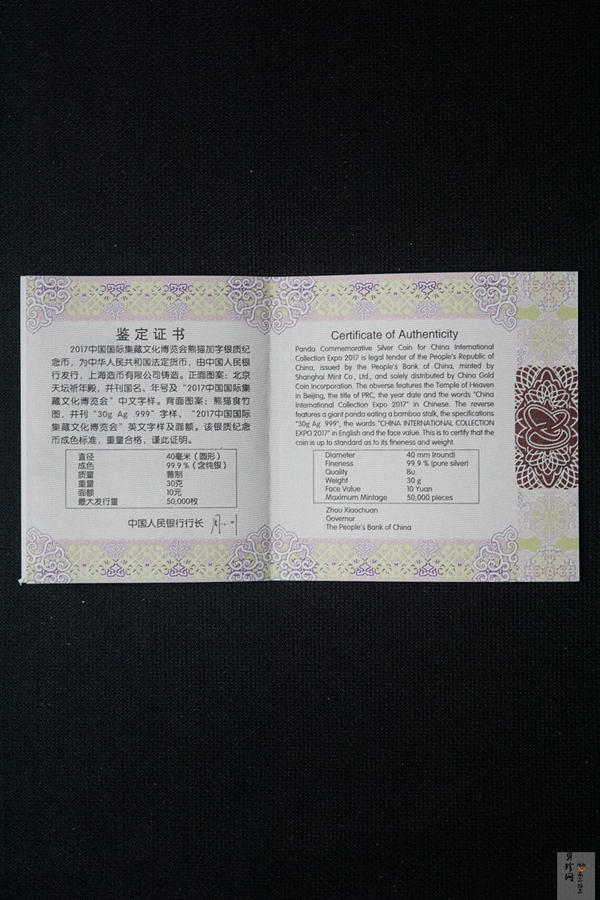 鉴定证书
2017中国国际集藏文化博览会熊猫加字银质纪
念币，为中华人民共和国法定货币，由中国人民银
行发行，上海造币有限公司铸造。正面图案：北京
天坛祈年殿，并刊国名、年号及“2017中国国际集
藏文化博览会”中文字样。背面图案：熊猫食竹
图，并刊“30g Ag .999”字样、“2017中国国际
集藏文化博览会”英文字样及面额。该银质纪念
币成色标准，重量合格，谨此证明。
直径 40毫米（圆形）
成色 99.9％（含纯银）
质量 普制
重量 30克
面额 10元
最大发行量 50,000枚
中国人民银行行长
Certificate of Authenticity
Panda Commemorative Silver Coin for China International
Collection Expo 2017 is legal tender of the People's Republic of
China, issued by the People's Bank of China, minted by
Shanghai Mint Co., Ltd., and solely distributed by China Gold
Coin Incorporation. The obverse features the Temple of Heaven
in Beijing, the title of PRC, the year date and the words "China
International Collection Expo 2017" in Chinese. The reverse
features a giant panda eating a bamboo stalk, the specifications
"30g Ag .999", the words "CHINA INTERNATIONAL COLLECTION
EXPO 2017" in English and the face value. This is to certify that the
coin is up to standard as to its fineness and weight.
Diameter 40 mm (round)
Fineness 99.9 % (pure silver)
Quality Bu.
Weight 30 g
Face Value 10 Yuan
Maximum Mintage 50,000 pieces
Zhou Xiaochuan
Governor
The People's Bank of China